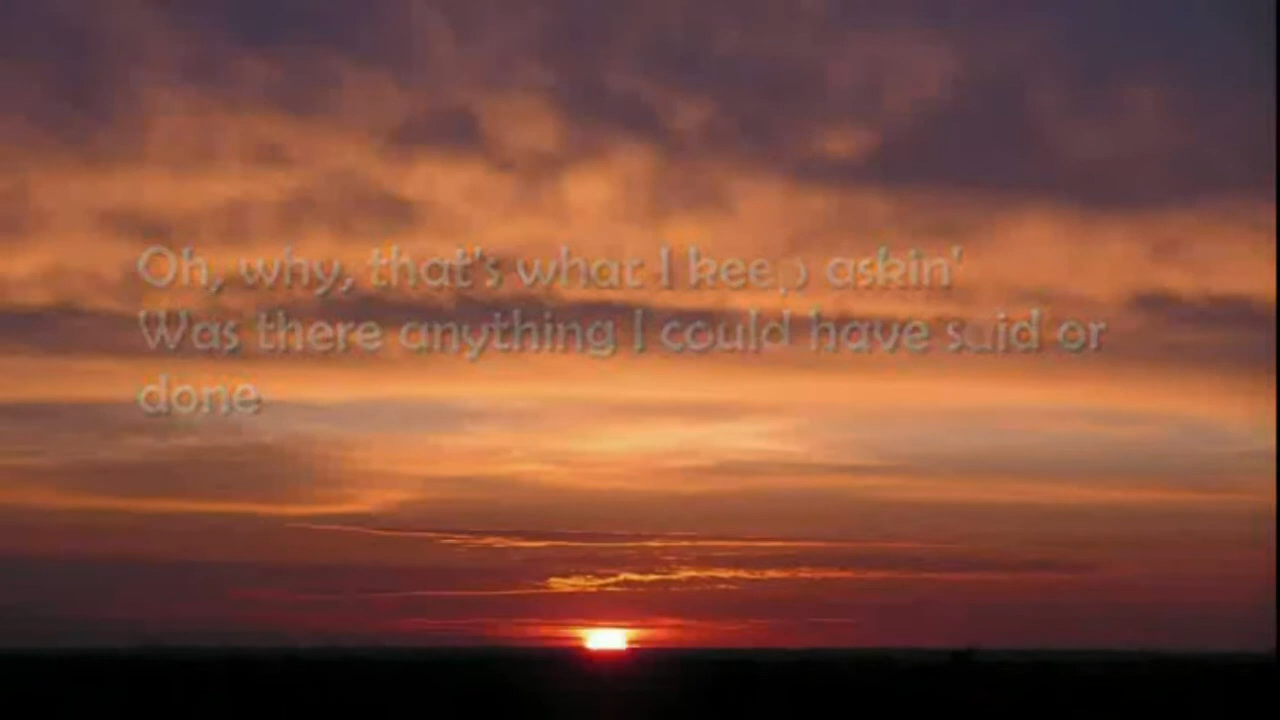 Oh, why, that's what I keep askin'
Was there anything I could have said or
done